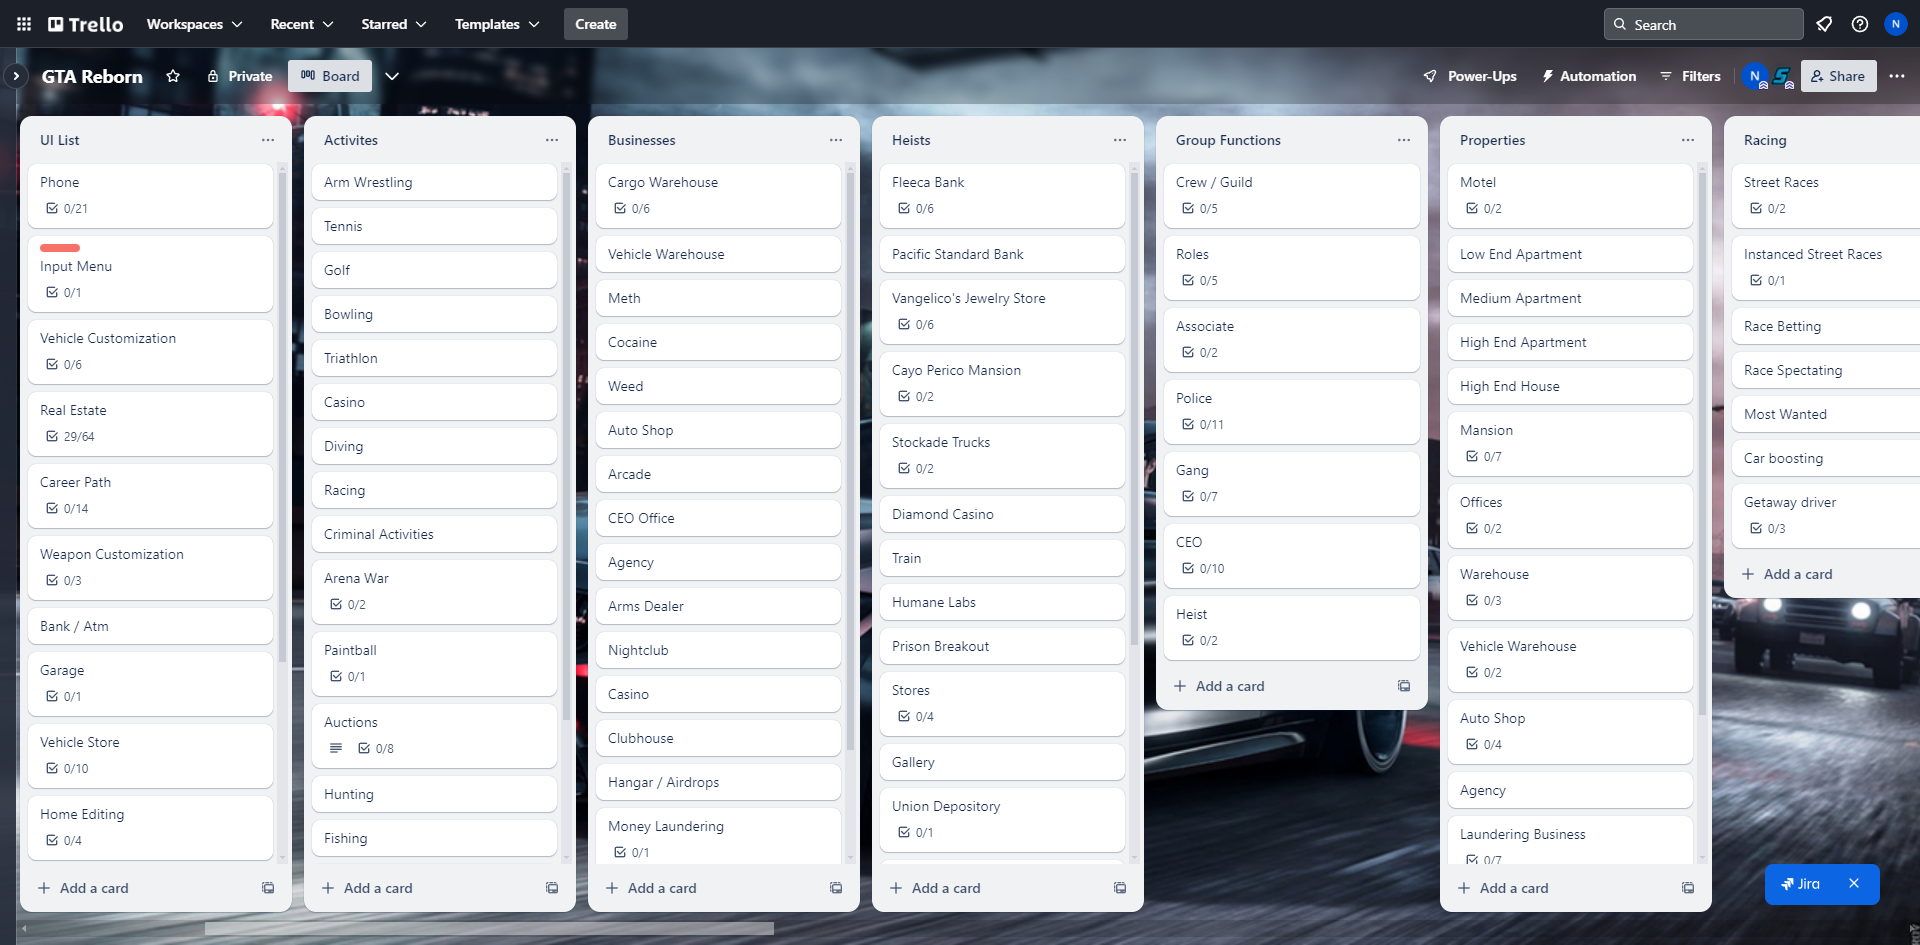 Trello
Workspaces
Recent
Starred
Templates
Create
Search
N
GTA Reborn
Private
Board
Power-Ups
Automation
Filters
N
Share
UI List
Phone
0/21
Input Menu
0/1
Vehicle Customization
0/6
Real Estate
29/64
Career Path
0/14
Weapon Customization
0/3
Bank / Atm
Garage
0/1
Vehicle Store
0/10
Home Editing
0/4
Add a card
Activites
Arm Wrestling
Tennis
Golf
Bowling
Triathlon
Casino
Diving
Racing
Criminal Activities
Arena War
0/2
Paintball
0/1
Auctions
0/8
Hunting
Fishing
Add a card
Businesses
Cargo Warehouse
0/6
Vehicle Warehouse
Meth
Cocaine
Weed
Auto Shop
Arcade
CEO Office
Agency
Arms Dealer
Nightclub
Casino
Clubhouse
Hangar / Airdrops
Money Laundering
0/1
Add a card
Heists
Fleeca Bank
0/6
Pacific Standard Bank
Vangelico's Jewelry Store
0/6
Cayo Perico Mansion
0/2
Stockade Trucks
0/2
Diamond Casino
Train
Humane Labs
Prison Breakout
Stores
0/4
Gallery
Union Depository
0/1
Add a card
Group Functions
Crew / Guild
0/5
Roles
0/5
Associate
0/2
Police
0/11
Gang
0/7
CEO
0/10
Heist
0/2
Add a card
Properties
Motel
0/2
Low End Apartment
Medium Apartment
High End Apartment
High End House
Mansion
0/7
Offices
0/2
Warehouse
0/3
Vehicle Warehouse
0/2
Auto Shop
0/4
Agency
Laundering Business
0/7
Add a card
Racing
Street Races
0/2
Instanced Street Races
0/1
Race Betting
Race Spectating
Most Wanted
Car boosting
Getaway driver
0/3
Add a card
Jira